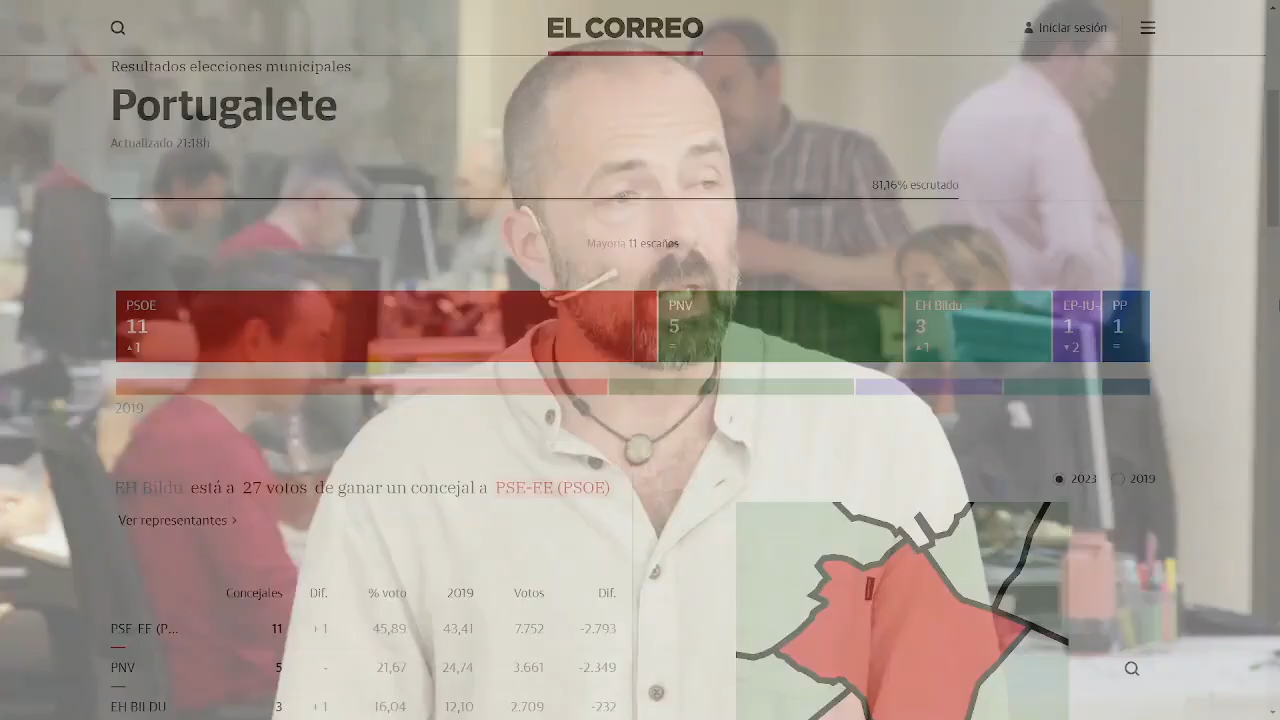 EL CORREO
Iniciar sesión
Resultados elecciones municipales
Portugalete
Actualizado 21:18h
81,16% escrutado
Mayoría 11 escaños
PSOE PNV EH Bildu EP-IU- PP
11 5 3 1 1
▲1 = ▲1 ▼2 =
2019
EH Bildu está a 27 votos de ganar un concejal a PSE-EE (PSOE)
2023 2019
Ver representantes >
Concejales Dif. % voto 2019 Votos Dif.
PSE-EE (P... 11 +1 45,89 43,41 7.752 -2.793
PNV 5 - 21,67 24,74 3.661 -2.349
EH BILDU 3 +1 16,04 12,10 2.709 -232